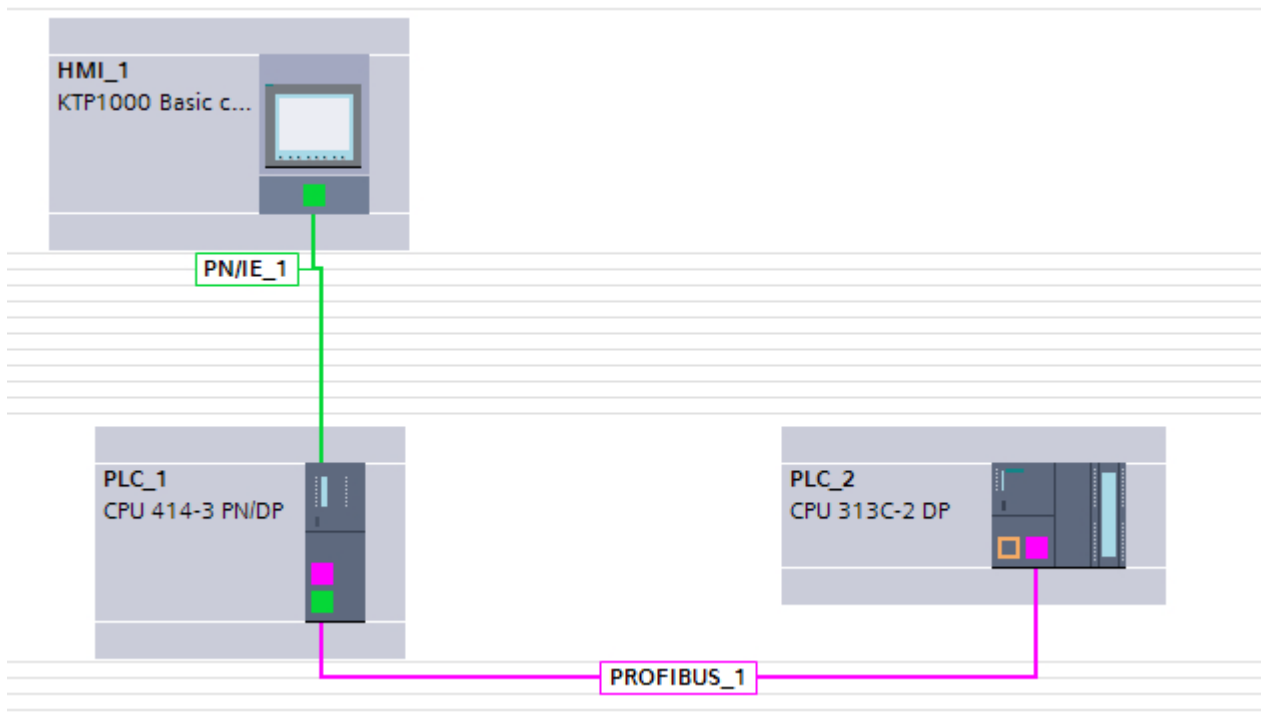 HMI_1
KTP1000 Basic c...
PN/IE_1
PLC_1
CPU 414-3 PN/DP
PLC_2
CPU 313C-2 DP
PROFIBUS_1